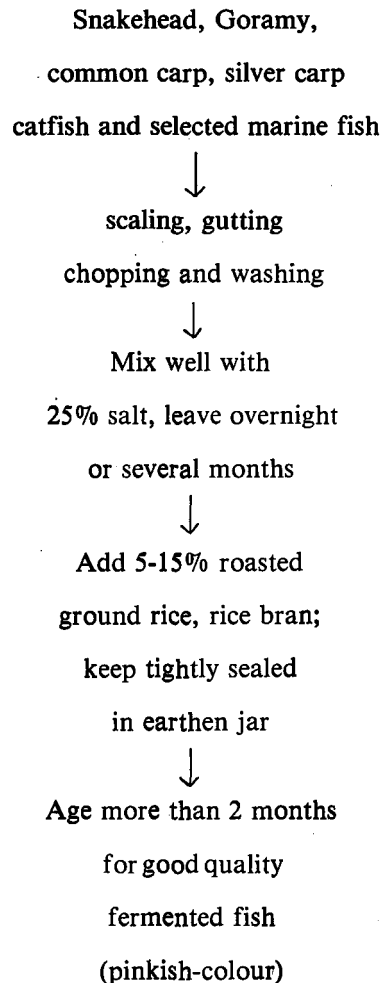 Snakehead, Goramy,
common carp, silver carp
catfish and selected marine fish
↓
scaling, gutting
chopping and washing
↓
Mix well with
25% salt, leave overnight
or several months
↓
Add 5-15% roasted
ground rice, rice bran;
keep tightly sealed
in earthen jar
↓
Age more than 2 months
for good quality
fermented fish
(pinkish-colour)